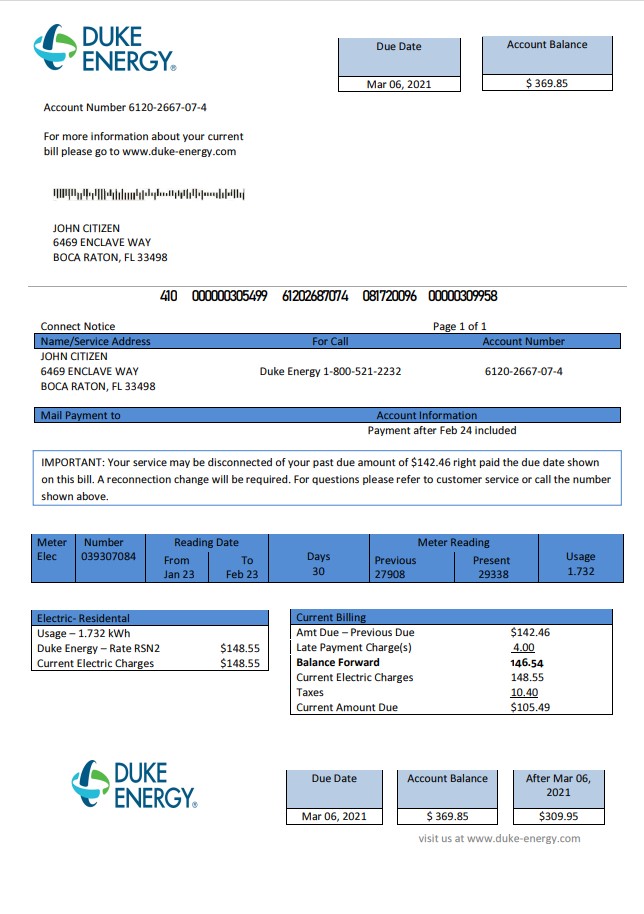 DUKE
ENERGY®
Due Date
Mar 06, 2021
Account Balance
$ 369.85
Account Number 6120-2667-07-4
For more information about your current
bill please go to www.duke-energy.com
JOHN CITIZEN
6469 ENCLAVE WAY
BOCA RATON, FL 33498
410 000000305499 61202687074 081720096 00000309958
Connect Notice Page 1 of 1
Name/Service Address For Call Account Number
JOHN CITIZEN
6469 ENCLAVE WAY Duke Energy 1-800-521-2232 6120-2667-07-4
BOCA RATON, FL 33498
Mail Payment to Account Information
Payment after Feb 24 included
IMPORTANT: Your service may be disconnected of your past due amount of $142.46 right paid the due date shown
on this bill. A reconnection change will be required. For questions please refer to customer service or call the number
shown above.
Meter Number Reading Date Meter Reading
Elec 039307084 From To Days Previous Present Usage
Jan 23 Feb 23 30 27908 29338 1.732
Electric- Residental
Usage – 1.732 kWh
Duke Energy – Rate RSN2 $148.55
Current Electric Charges $148.55
Current Billing
Amt Due – Previous Due $142.46
Late Payment Charge(s) 4.00
Balance Forward 146.54
Current Electric Charges 148.55
Taxes 10.40
Current Amount Due $105.49
DUKE
ENERGY®
Due Date
Mar 06, 2021
Account Balance
$ 369.85
After Mar 06,
2021
$309.95
visit us at www.duke-energy.com